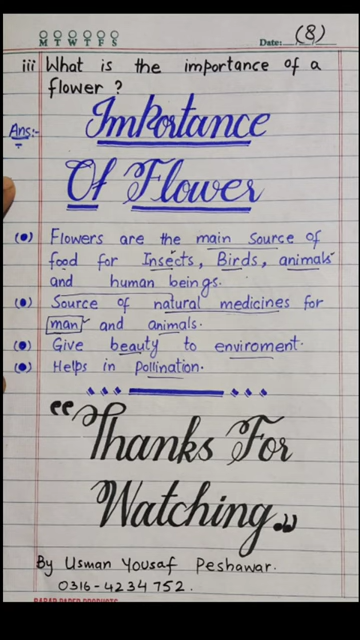 M T W T F S
Date: (8)
iii What is the importance of a
flower ?
Ans:-
Importance
Of Flower
(•) Flowers are the main source of
food for Insects, Birds, animals
and human beings.
(•) Source of natural medicines for
man and animals.
(•) Give beauty to enviroment.
(•) Helps in Pollination.
“Thanks For
Watching”
By Usman Yousaf Peshawar.
0316-4234752.